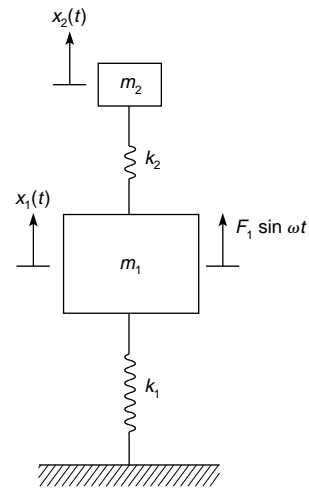 x₂(t)
m₂
k₂
x₁(t)
F₁ sin ωt
m₁
k₁